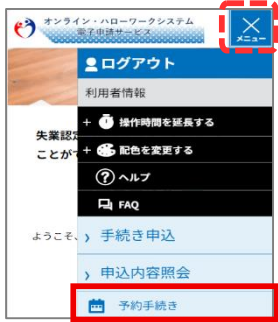 オンライン・ハローワークシステム
電子申請サービス
メニュー
ログアウト
利用者情報
+ 操作時間を延長する
失業認定
+ 配色を変更する
ことが
? ヘルプ
FAQ
ようこそ、
› 手続き申込
› 申込内容照会
予約手続き